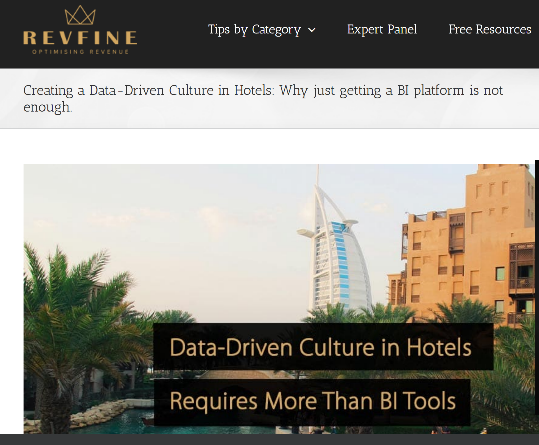 REVFINE
OPTIMISING REVENUE
Tips by Category
Expert Panel
Free Resources
Creating a Data-Driven Culture in Hotels: Why just getting a BI platform is not
enough.
Data-Driven Culture in Hotels
Requires More Than BI Tools